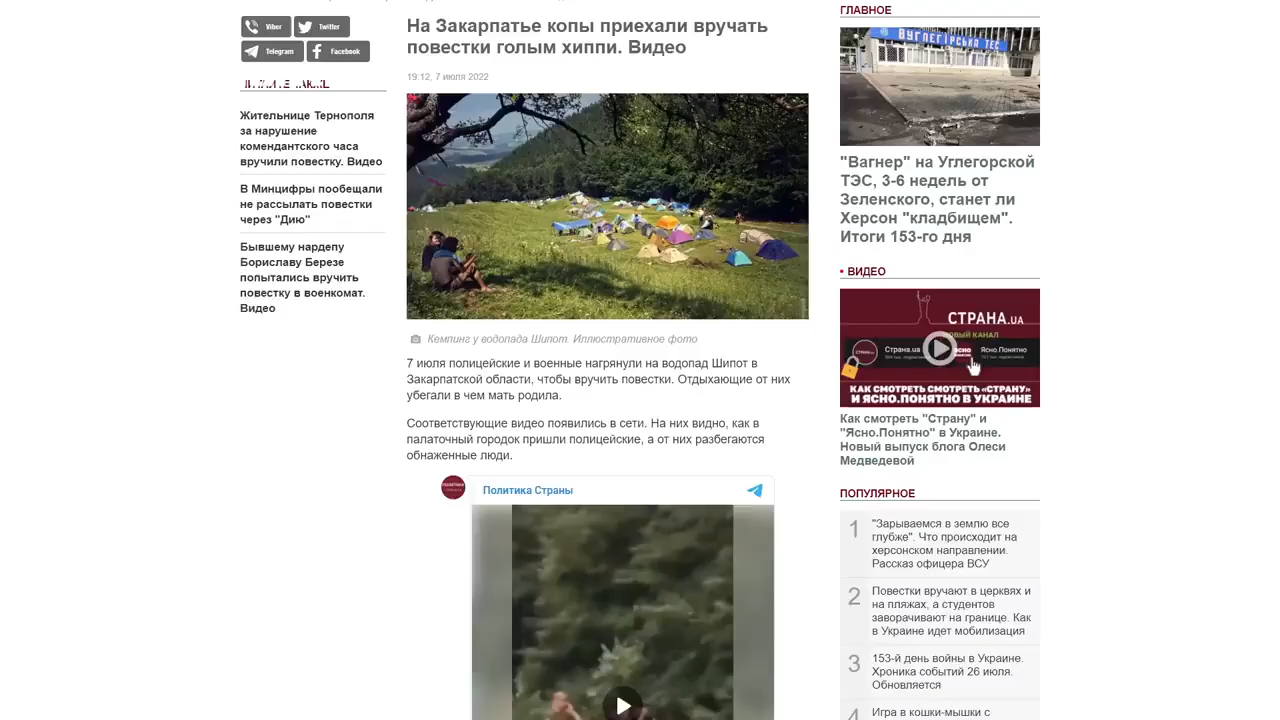 Viber
Twitter
Telegram
Facebook
Жительнице Тернополя
за нарушение
комендантского часа
вручили повестку. Видео
В Минцифры пообещали
не рассылать повестки
через "Дию"
Бывшему нардепу
Бориславу Березе
попытались вручить
повестку в военкомат.
Видео
На Закарпатье копы приехали вручать
повестки голым хиппи. Видео
19:12, 7 июля 2022
Кемпинг у водопада Шипот. Иллюстративное фото
7 июля полицейские и военные нагрянули на водопад Шипот в
Закарпатской области, чтобы вручить повестки. Отдыхающие от них
убегали в чем мать родила.
Соответствующие видео появились в сети. На них видно, как в
палаточный городок пришли полицейские, а от них разбегаются
обнаженные люди.
Политика Страны
ГЛАВНОЕ
ВУГЛЕГІРСЬКА ТЕС
"Вагнер" на Углегорской
ТЭС, 3-6 недель от
Зеленского, станет ли
Херсон "кладбищем".
Итоги 153-го дня
• ВИДЕО
СТРАНА.UA
НОВЫЙ КАНАЛ
Страна.ua
Ясно.Понятно
КАК СМОТРЕТЬ СМОТРЕТЬ «СТРАНУ»
И ЯСНО.ПОНЯТНО В УКРАИНЕ
Как смотреть "Страну" и
"Ясно.Понятно" в Украине.
Новый выпуск блога Олеси
Медведевой
ПОПУЛЯРНОЕ
1
"Зарываемся в землю все
глубже". Что происходит на
херсонском направлении.
Рассказ офицера ВСУ
2
Повестки вручают в церквях и
на пляжах, а студентов
заворачивают на границе. Как
в Украине идет мобилизация
3
153-й день войны в Украине.
Хроника событий 26 июля.
Обновляется
4
Игра в кошки-мышки с